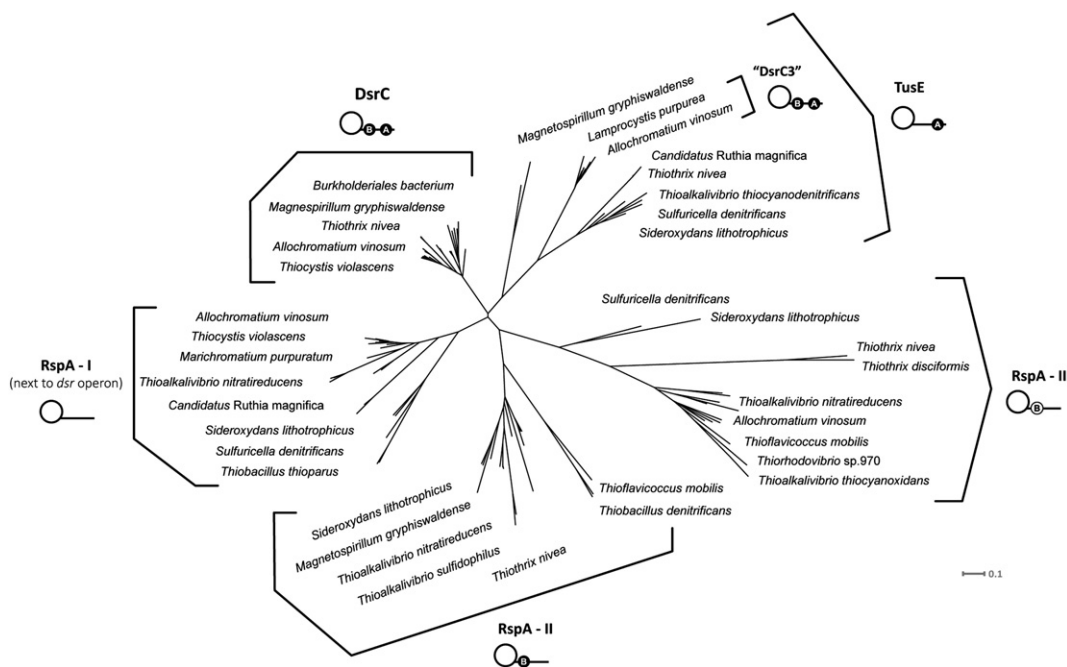 DsrC
B A
Burkholderiales bacterium
Magnespirillum gryphiswaldense
Thiothrix nivea
Allochromatium vinosum
Thiocystis violascens
Magnetospirillum gryphiswaldense
Lamprocystis purpurea
Allochromatium vinosum
"DsrC3"
B A
TusE
A
Candidatus Ruthia magnifica
Thiothrix nivea
Thioalkalivibrio thiocyanodenitrificans
Sulfuricella denitrificans
Sideroxydans lithotrophicus
RspA - I
(next to dsr operon)
Allochromatium vinosum
Thiocystis violascens
Marichromatium purpuratum
Thioalkalivibrio nitratireducens
Candidatus Ruthia magnifica
Sideroxydans lithotrophicus
Sulfuricella denitrificans
Thiobacillus thioparus
Sulfuricella denitrificans
Sideroxydans lithotrophicus
Thiothrix nivea
Thiothrix disciformis
Thioalkalivibrio nitratireducens
Allochromatium vinosum
Thioflavicoccus mobilis
Thiorhodovibrio sp.970
Thioalkalivibrio thiocyanoxidans
RspA - II
B
Thioflavicoccus mobilis
Thiobacillus denitrificans
Sideroxydans lithotrophicus
Magnetospirillum gryphiswaldense
Thioalkalivibrio nitratireducens
Thioalkalivibrio sulfidophilus
Thiothrix nivea
RspA - II
B
0.1